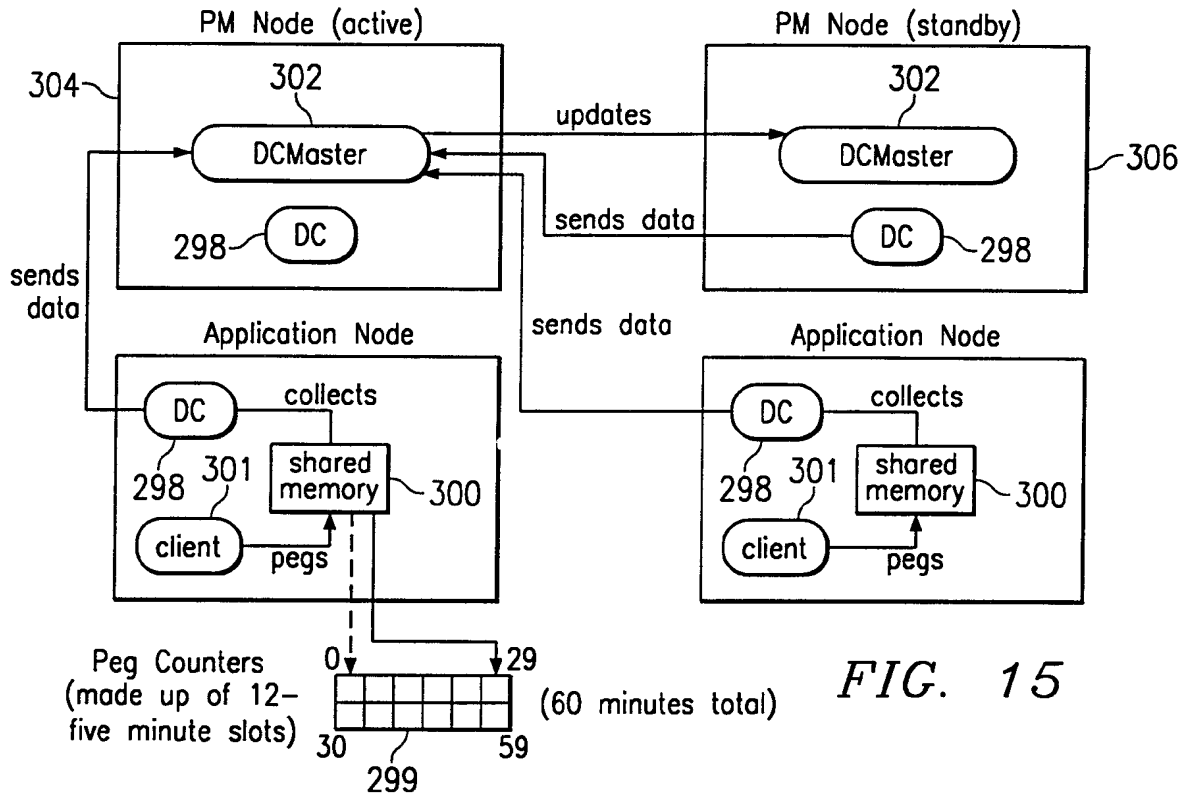 PM Node (active)
PM Node (standby)
304
302
DCMaster
updates
302
DCMaster
306
298
DC
sends data
DC
298
sends
data
sends data
Application Node
DC
collects
298
301
shared
memory
300
client
pegs
Application Node
DC
collects
298
301
shared
memory
300
client
pegs
Peg Counters
(made up of 12-
five minute slots)
0
29
30
59
299
(60 minutes total)
FIG. 15